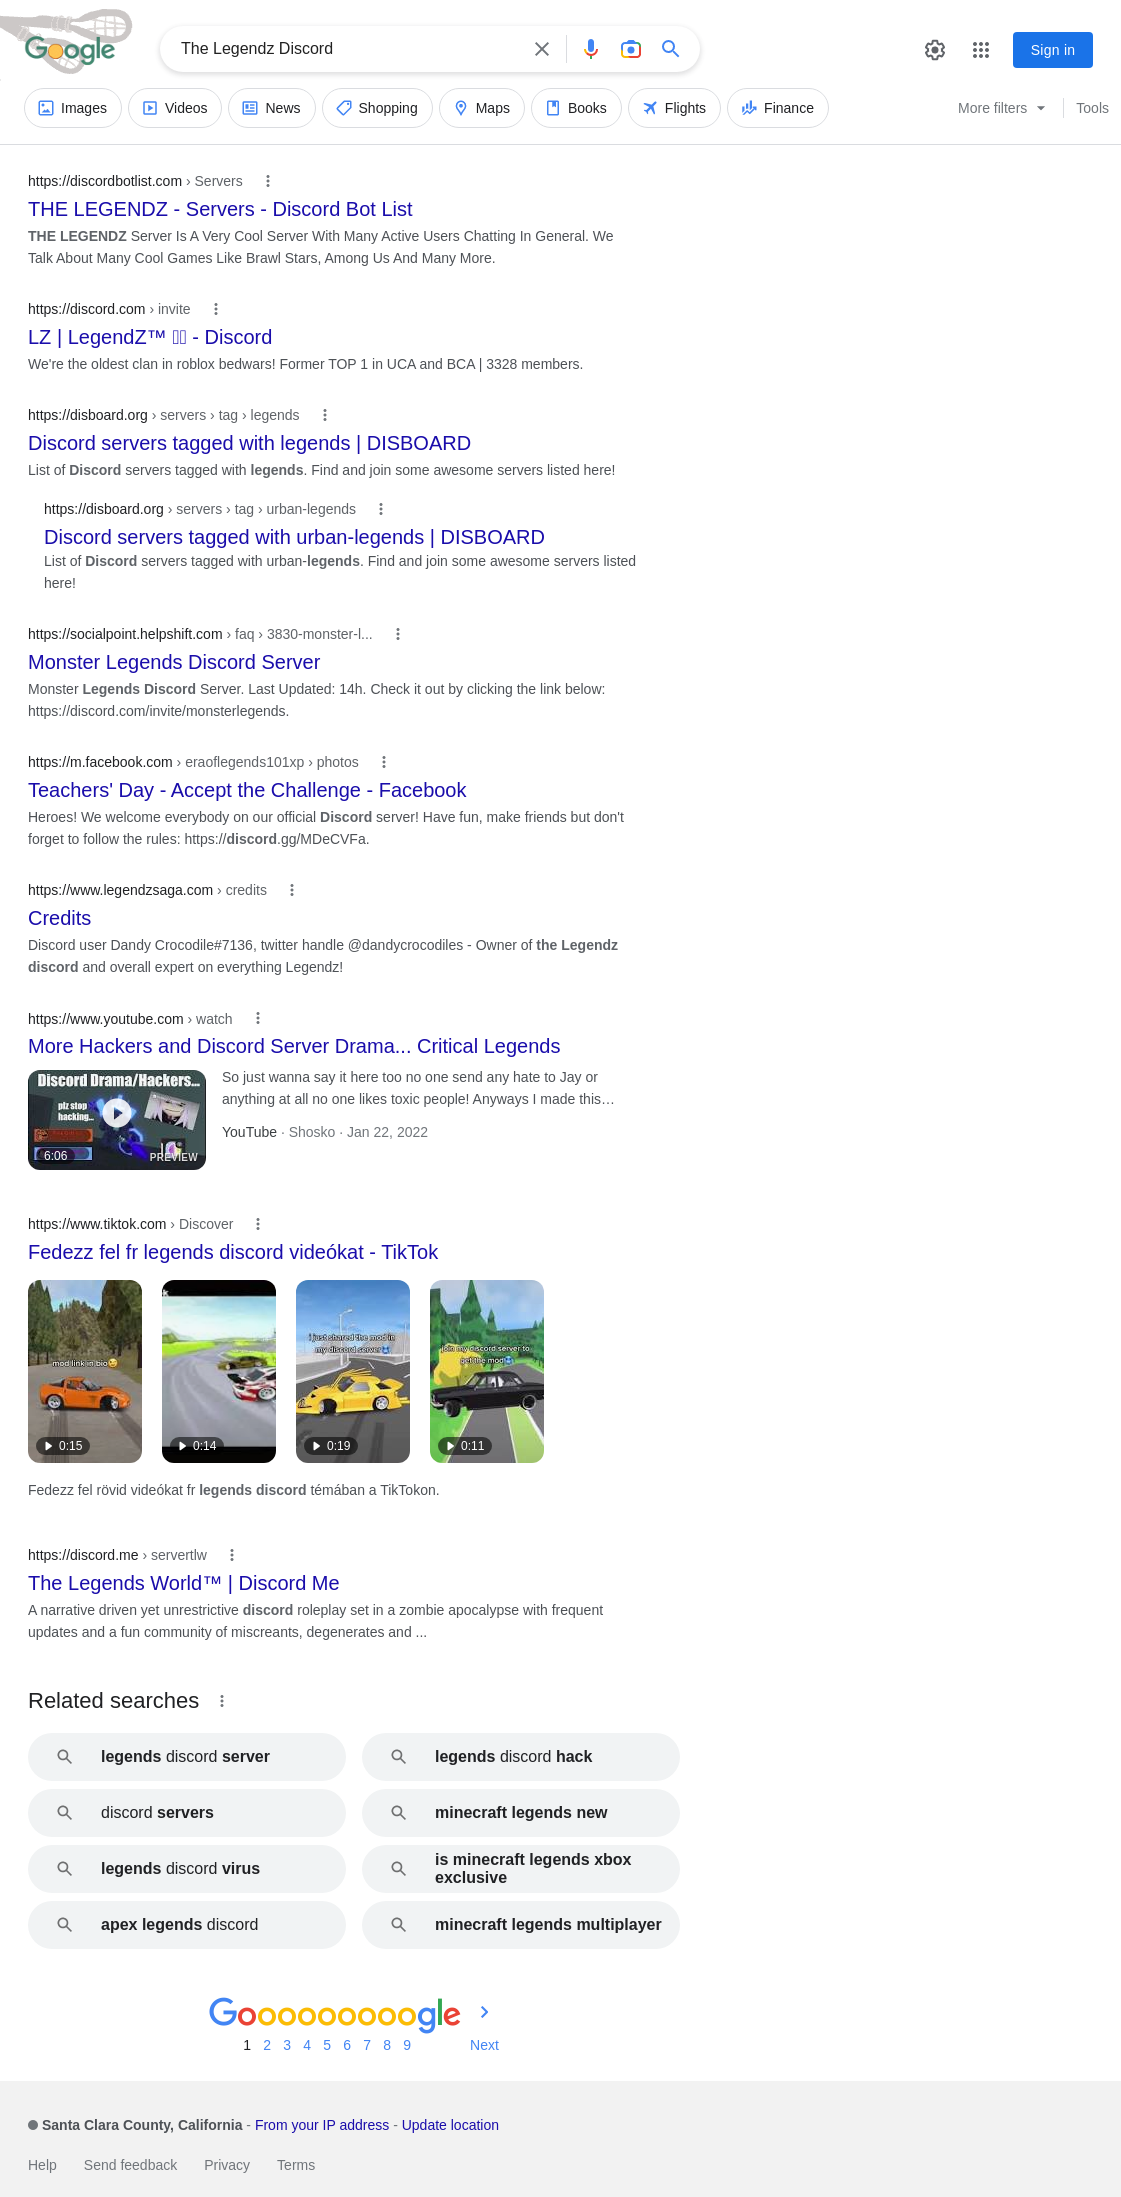 Google
The Legendz Discord
Sign in
Images
Videos
News
Shopping
Maps
Books
Flights
Finance
More filters
Tools
https://discordbotlist.com › Servers
THE LEGENDZ - Servers - Discord Bot List
THE LEGENDZ Server Is A Very Cool Server With Many Active Users Chatting In General. We
Talk About Many Cool Games Like Brawl Stars, Among Us And Many More.
https://discord.com › invite
LZ | LegendZ™ - Discord
We're the oldest clan in roblox bedwars! Former TOP 1 in UCA and BCA | 3328 members.
https://disboard.org › servers › tag › legends
Discord servers tagged with legends | DISBOARD
List of Discord servers tagged with legends. Find and join some awesome servers listed here!
https://disboard.org › servers › tag › urban-legends
Discord servers tagged with urban-legends | DISBOARD
List of Discord servers tagged with urban-legends. Find and join some awesome servers listed
here!
https://socialpoint.helpshift.com › faq › 3830-monster-l...
Monster Legends Discord Server
Monster Legends Discord Server. Last Updated: 14h. Check it out by clicking the link below:
https://discord.com/invite/monsterlegends.
https://m.facebook.com › eraoflegends101xp › photos
Teachers' Day - Accept the Challenge - Facebook
Heroes! We welcome everybody on our official Discord server! Have fun, make friends but don't
forget to follow the rules: https://discord.gg/MDeCVFa.
https://www.legendzsaga.com › credits
Credits
Discord user Dandy Crocodile#7136, twitter handle @dandycrocodiles - Owner of the Legendz
discord and overall expert on everything Legendz!
https://www.youtube.com › watch
More Hackers and Discord Server Drama... Critical Legends
Discord Drama/Hackers...
plz stop
hacking...
6:06
PREVIEW
So just wanna say it here too no one send any hate to Jay or
anything at all no one likes toxic people! Anyways I made this…
YouTube · Shosko · Jan 22, 2022
https://www.tiktok.com › Discover
Fedezz fel fr legends discord videókat - TikTok
mod link in bio
0:15
0:14
i just shared the mod in
my discord server
0:19
join my discord server to
get the mod
0:11
Fedezz fel rövid videókat fr legends discord témában a TikTokon.
https://discord.me › servertlw
The Legends World™ | Discord Me
A narrative driven yet unrestrictive discord roleplay set in a zombie apocalypse with frequent
updates and a fun community of miscreants, degenerates and ...
Related searches
legends discord server
legends discord hack
discord servers
minecraft legends new
legends discord virus
is minecraft legends xbox
exclusive
apex legends discord
minecraft legends multiplayer
Gooooooooogle
1 2 3 4 5 6 7 8 9 Next
Santa Clara County, California - From your IP address - Update location
Help Send feedback Privacy Terms